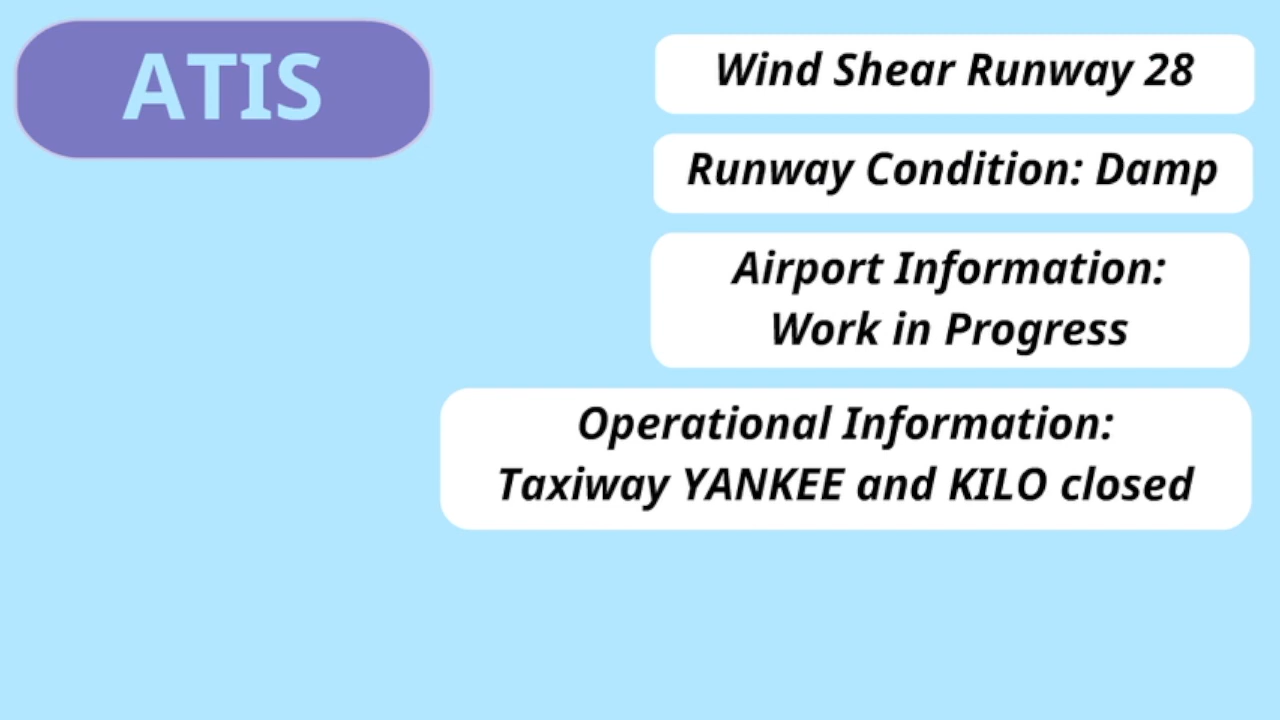 ATIS
Wind Shear Runway 28
Runway Condition: Damp
Airport Information:
Work in Progress
Operational Information:
Taxiway YANKEE and KILO closed